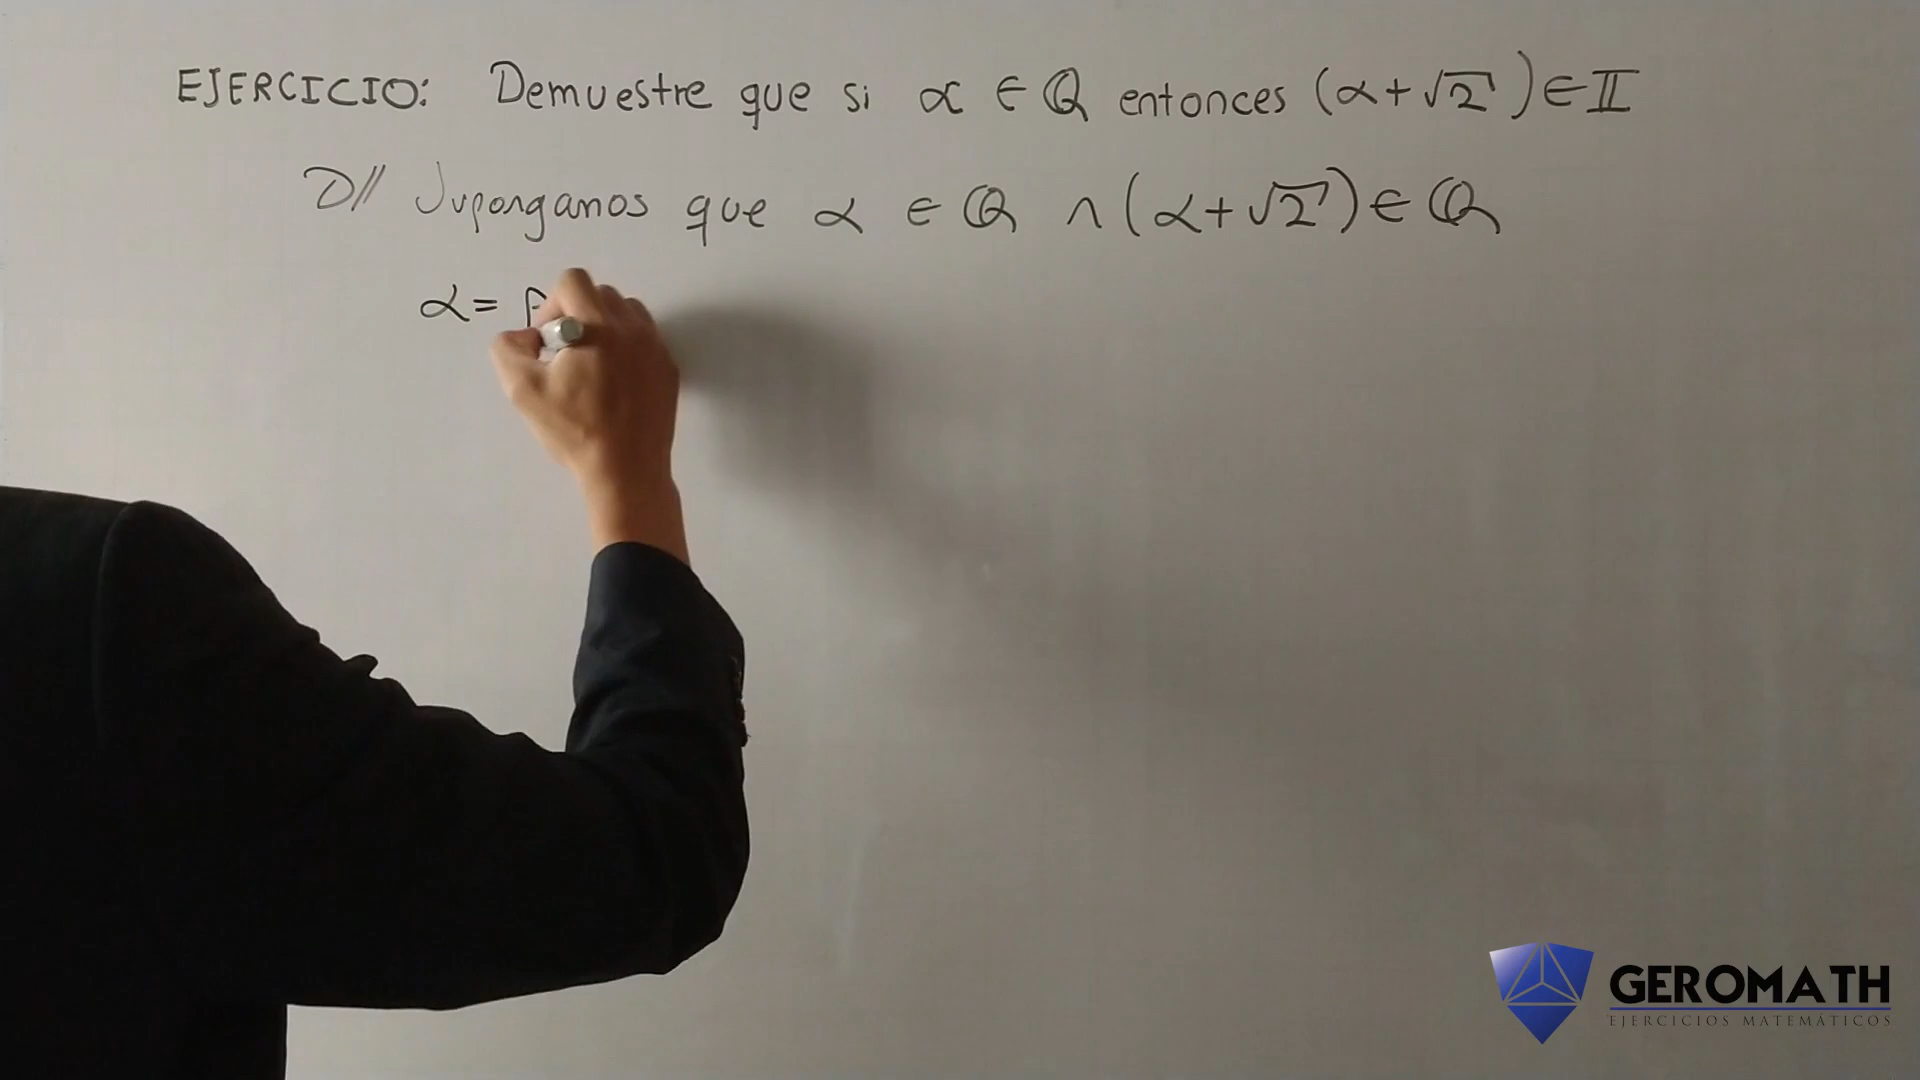 EJERCICIO: Demuestre que si α ∈ ℚ entonces (α+√2) ∈ 𝕀
D// Supongamos que α ∈ ℚ ∧ (α+√2) ∈ ℚ
α=
GEROMATH
EJERCICIOS MATEMÁTICOS